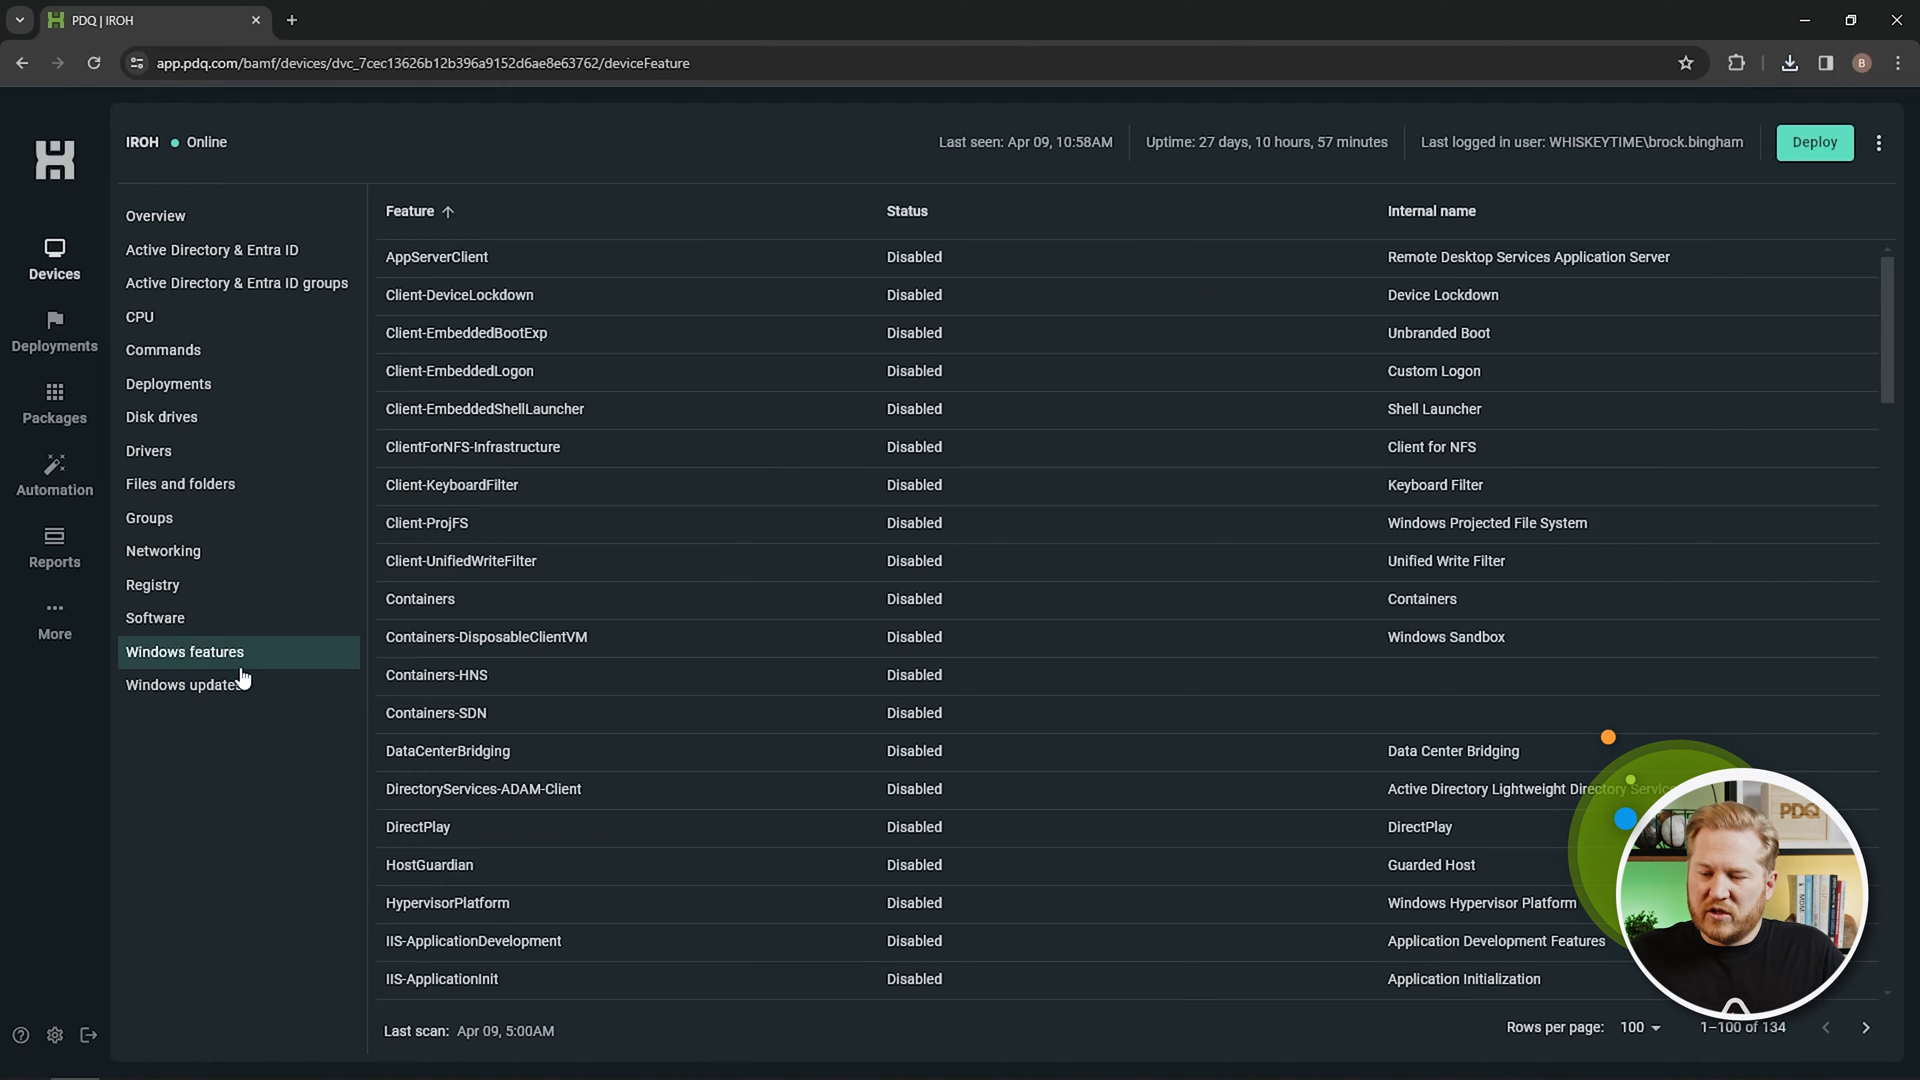 PDQ | IROH
app.pdq.com/bamf/devices/dvc_7cec13626b12b396a9152d6ae8e63762/deviceFeature
B
IROH Online
Last seen: Apr 09, 10:58AM
Uptime: 27 days, 10 hours, 57 minutes
Last logged in user: WHISKEYTIME\brock.bingham
Deploy
Devices
Deployments
Packages
Automation
Reports
More
Overview
Active Directory & Entra ID
Active Directory & Entra ID groups
CPU
Commands
Deployments
Disk drives
Drivers
Files and folders
Groups
Networking
Registry
Software
Windows features
Windows updates
Feature Status Internal name
AppServerClient Disabled Remote Desktop Services Application Server
Client-DeviceLockdown Disabled Device Lockdown
Client-EmbeddedBootExp Disabled Unbranded Boot
Client-EmbeddedLogon Disabled Custom Logon
Client-EmbeddedShellLauncher Disabled Shell Launcher
ClientForNFS-Infrastructure Disabled Client for NFS
Client-KeyboardFilter Disabled Keyboard Filter
Client-ProjFS Disabled Windows Projected File System
Client-UnifiedWriteFilter Disabled Unified Write Filter
Containers Disabled Containers
Containers-DisposableClientVM Disabled Windows Sandbox
Containers-HNS Disabled
Containers-SDN Disabled
DataCenterBridging Disabled Data Center Bridging
DirectoryServices-ADAM-Client Disabled Active Directory Lightweight Directory Service
DirectPlay Disabled DirectPlay
HostGuardian Disabled Guarded Host
HypervisorPlatform Disabled Windows Hypervisor Platform
IIS-ApplicationDevelopment Disabled Application Development Features
IIS-ApplicationInit Disabled Application Initialization
Last scan: Apr 09, 5:00AM
Rows per page: 100 1–100 of 134
PDQ